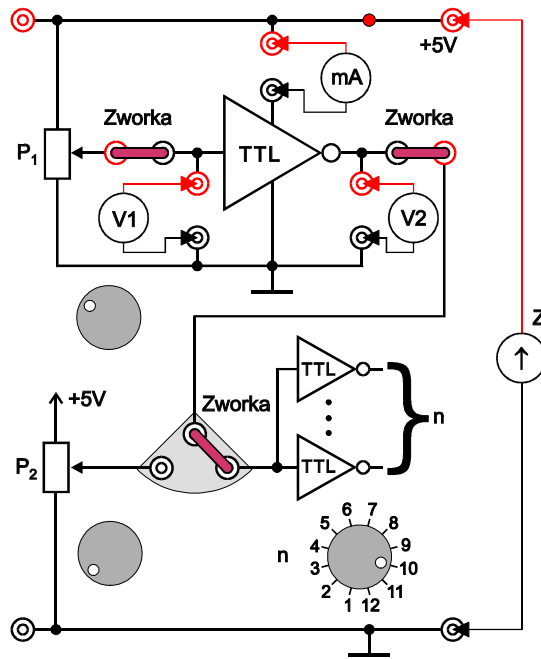 +5V
mA
Zworka
Zworka
P1
TTL
V1
V2
Z
+5V
Zworka
TTL
n
P2
TTL
6 7
5 8
4 9
n
3 10
2 11
1 12